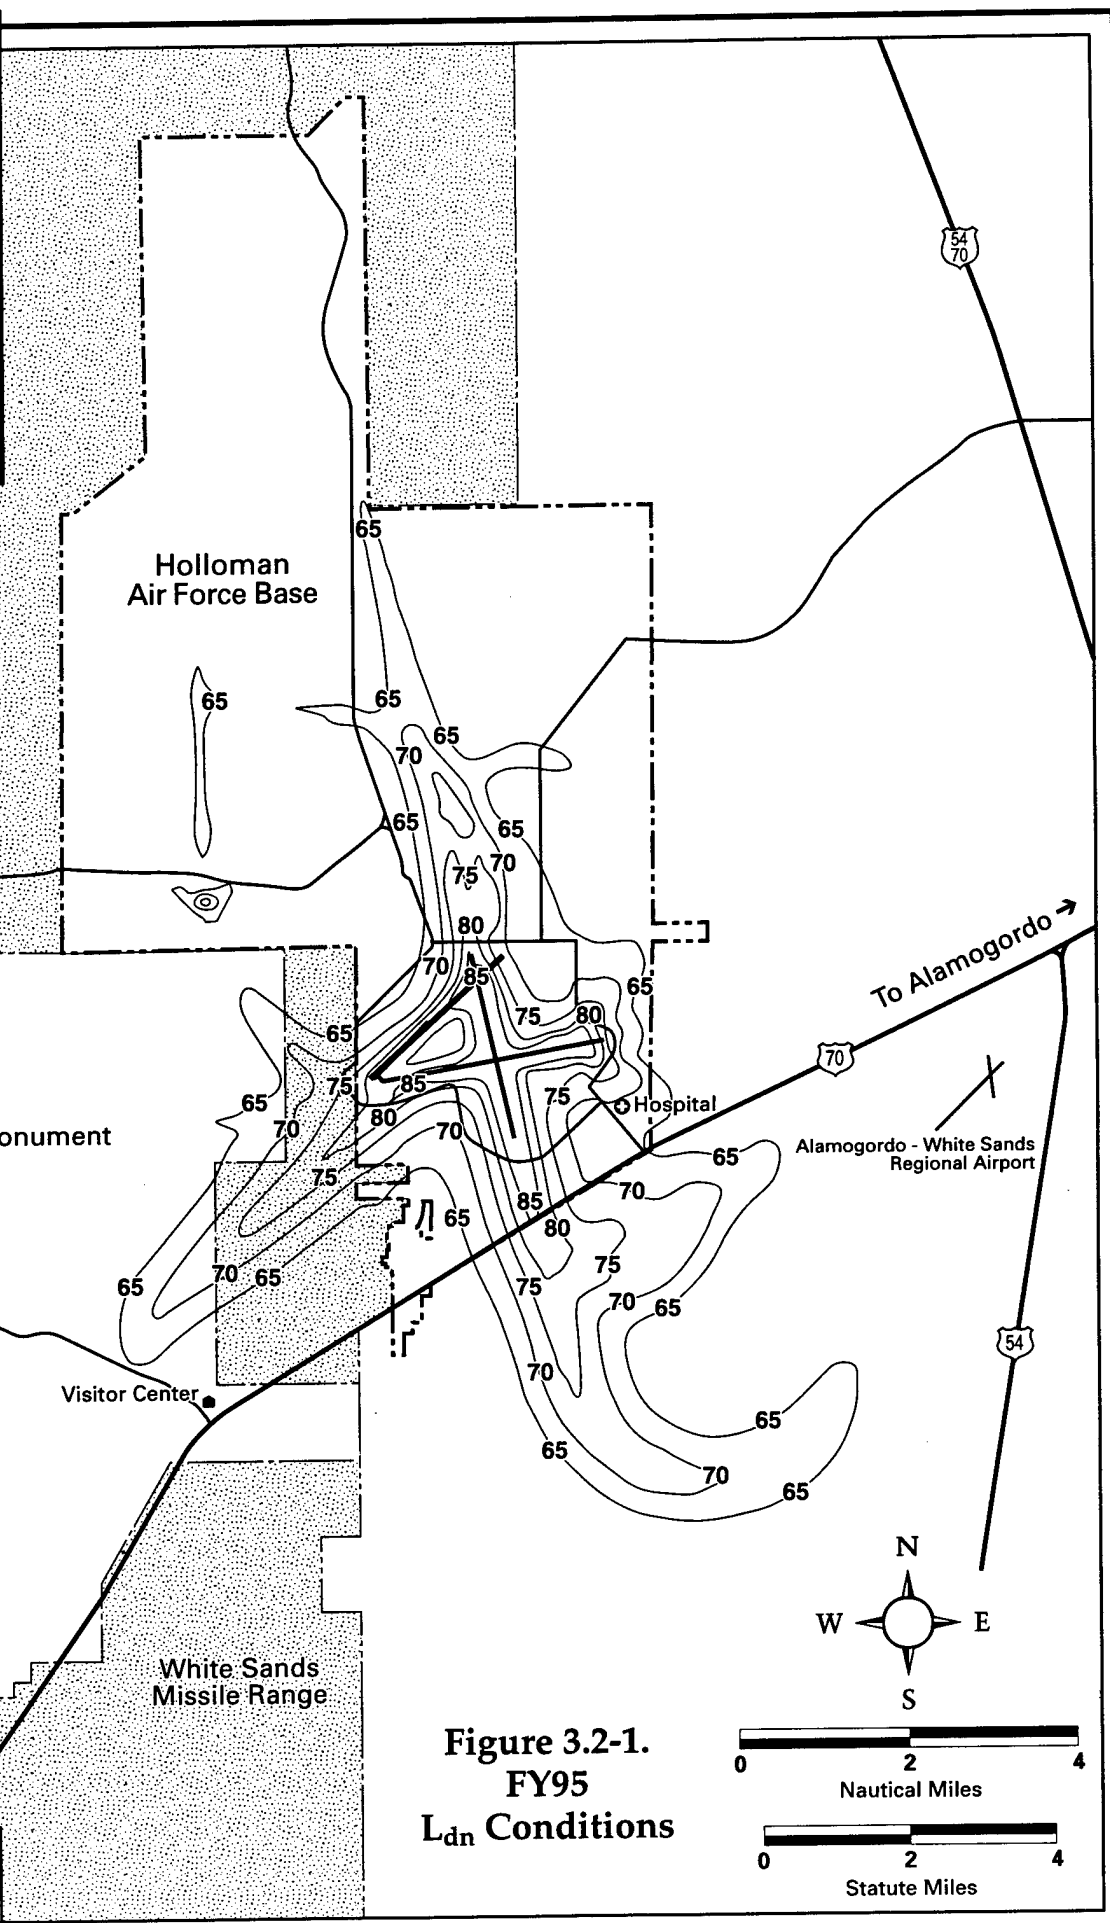 54
70
65
Holloman
Air Force Base
65
65
65
70
65
65
70
75
80
70
85
65
75
80
To Alamogordo
65
70
75
85
75
Hospital
65
80
70
70
onument
Alamogordo - White Sands
Regional Airport
65
75
70
85
65
80
75
70
65
65
75
70
65
54
70
Visitor Center
65
65
70
65
N
W
E
S
White Sands
Missile Range
Figure 3.2-1.
FY95
Ldn Conditions
0
2
4
Nautical Miles
0
2
4
Statute Miles